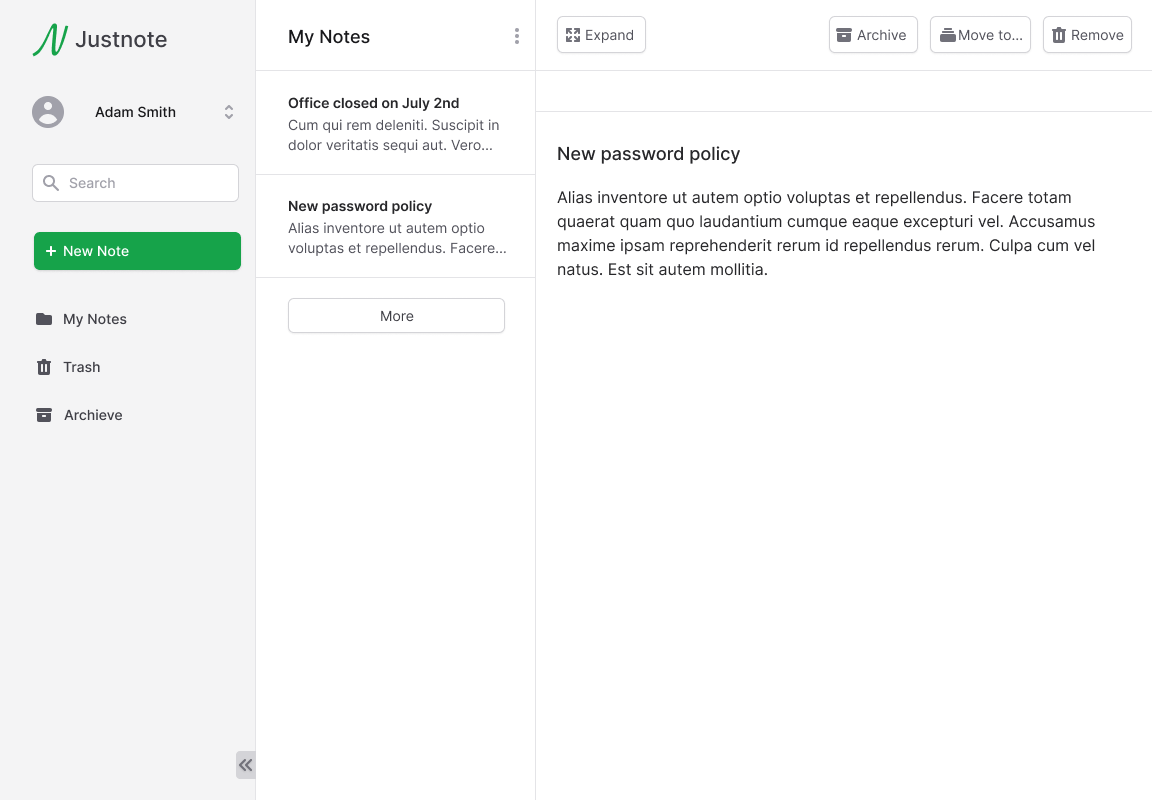 Justnote
Adam Smith
Search
+ New Note
My Notes
Trash
Archieve
My Notes
Office closed on July 2nd
Cum qui rem deleniti. Suscipit in
dolor veritatis sequi aut. Vero...
New password policy
Alias inventore ut autem optio
voluptas et repellendus. Facere...
More
Expand
Archive
Move to...
Remove
New password policy
Alias inventore ut autem optio voluptas et repellendus. Facere totam
quaerat quam quo laudantium cumque eaque excepturi vel. Accusamus
maxime ipsam reprehenderit rerum id repellendus rerum. Culpa cum vel
natus. Est sit autem mollitia.